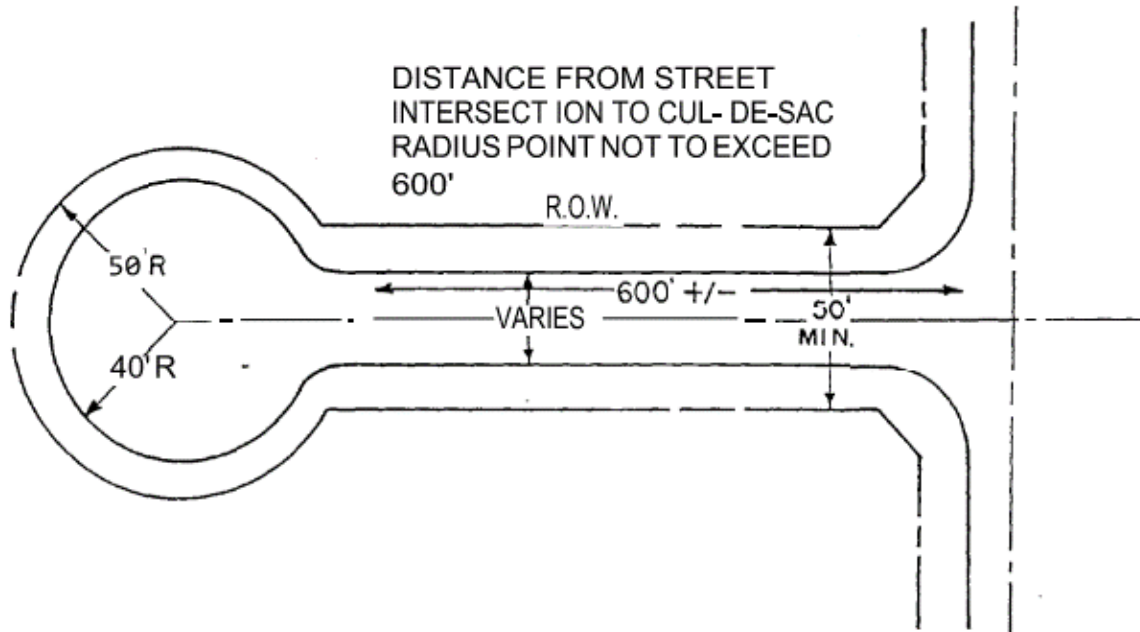 DISTANCE FROM STREET
INTERSECT ION TO CUL- DE-SAC
RADIUS POINT NOT TO EXCEED
600'
R.O.W.
50'R
600' +/-
VARIES
50'
MIN.
40'R